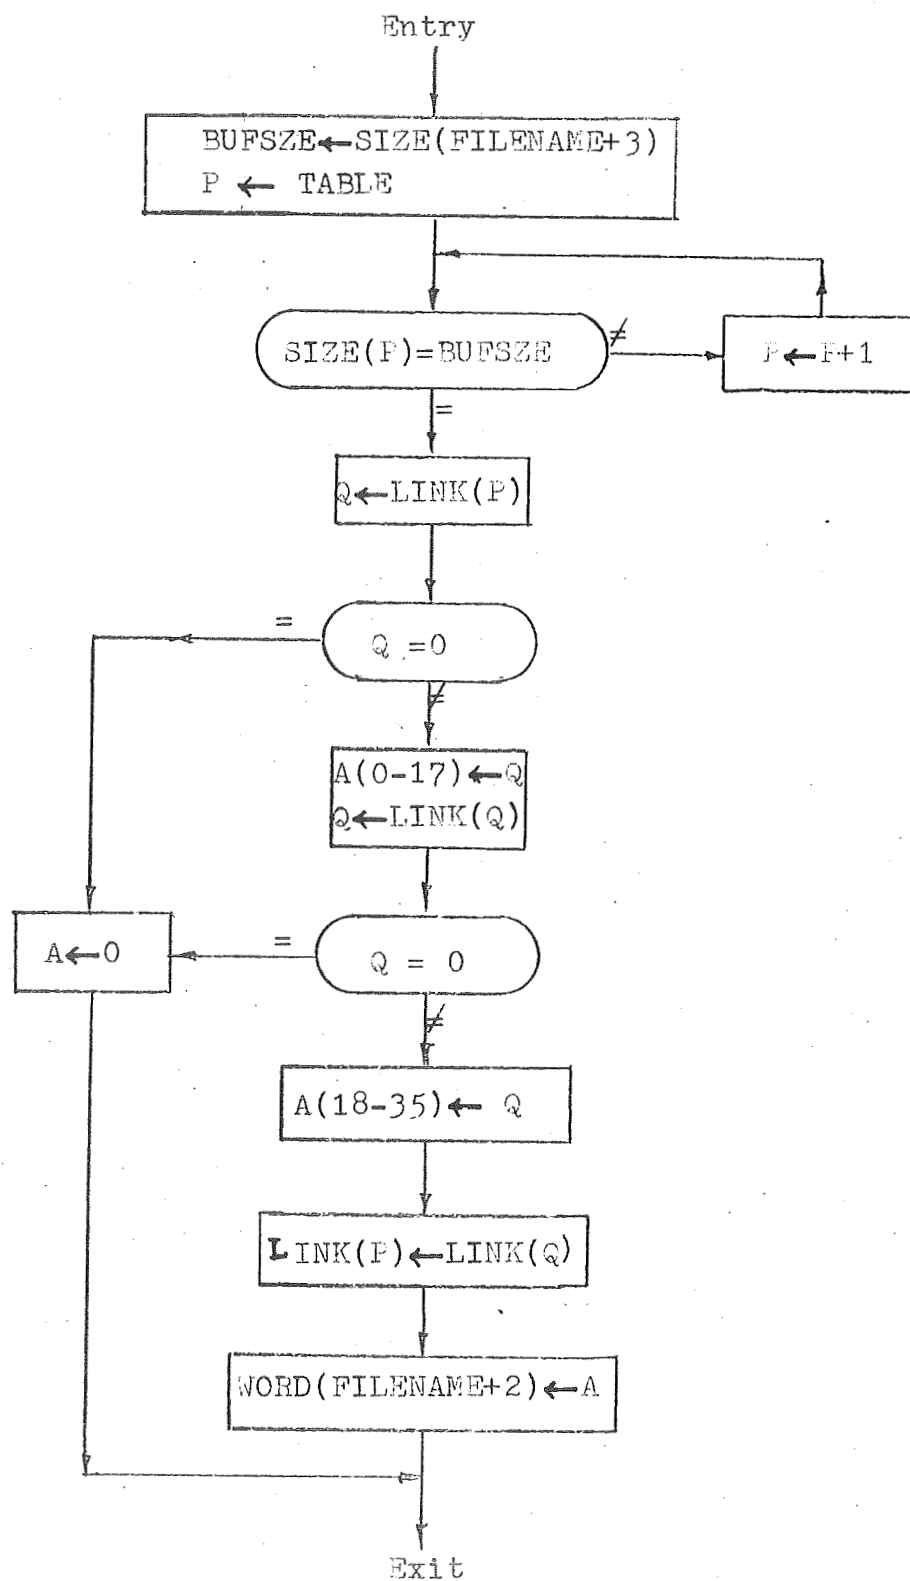 Entry
BUFSZE←SIZE(FILENAME+3)
P ← TABLE
SIZE(P)=BUFSZE
≠
P←P+1
=
Q←LINK(P)
=
Q =0
≠
A(0-17)←Q
Q←LINK(Q)
A←0
=
Q = 0
≠
A(18-35)← Q
LINK(P)←LINK(Q)
WORD(FILENAME+2)←A
Exit